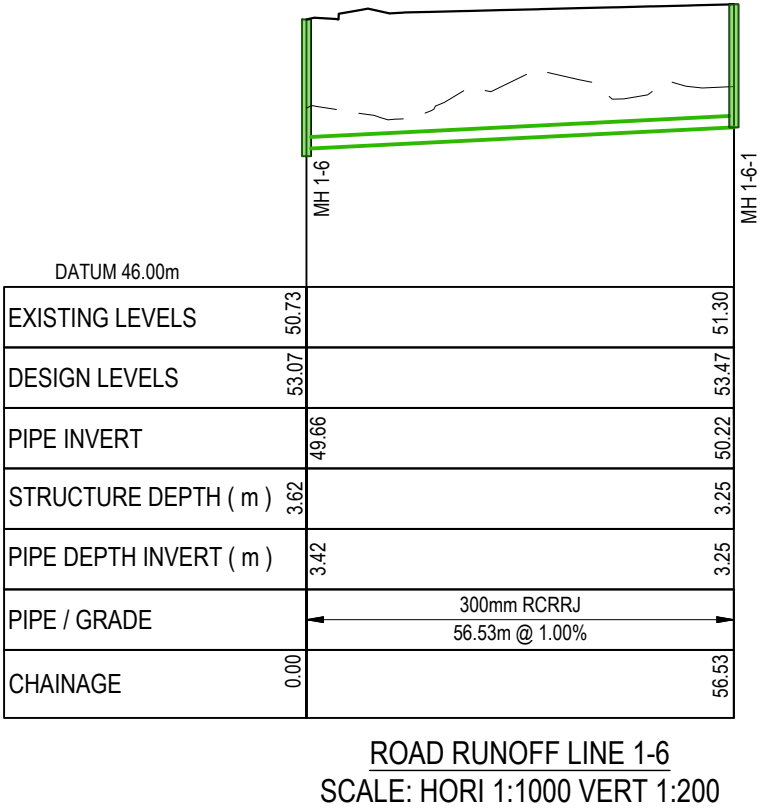 MH 1-6
MH 1-6-1
DATUM 46.00m
EXISTING LEVELS 50.73 51.30
DESIGN LEVELS 53.07 53.47
PIPE INVERT 49.66 50.22
STRUCTURE DEPTH ( m ) 3.62 3.25
PIPE DEPTH INVERT ( m ) 3.42 3.25
PIPE / GRADE
300mm RCRRJ
56.53m @ 1.00%
CHAINAGE 0.00 56.53
ROAD RUNOFF LINE 1-6
SCALE: HORI 1:1000 VERT 1:200